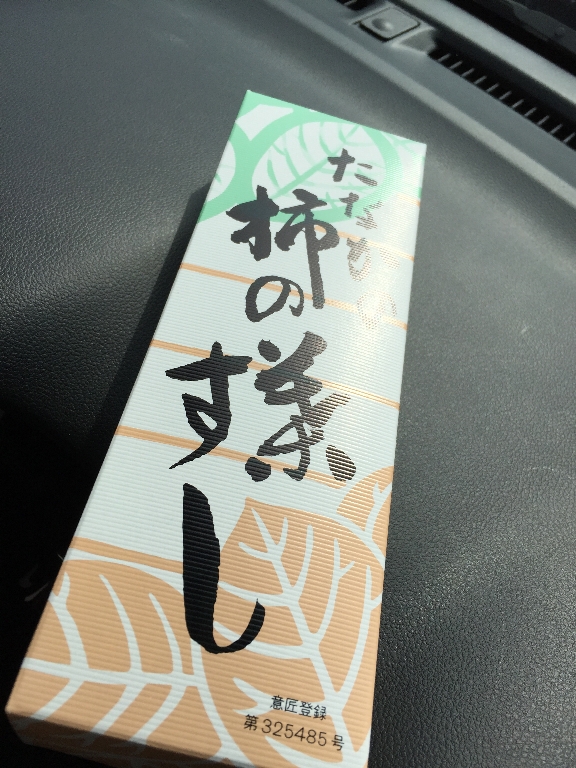 たなか
柿の葉
すし
意匠登録
第325485号